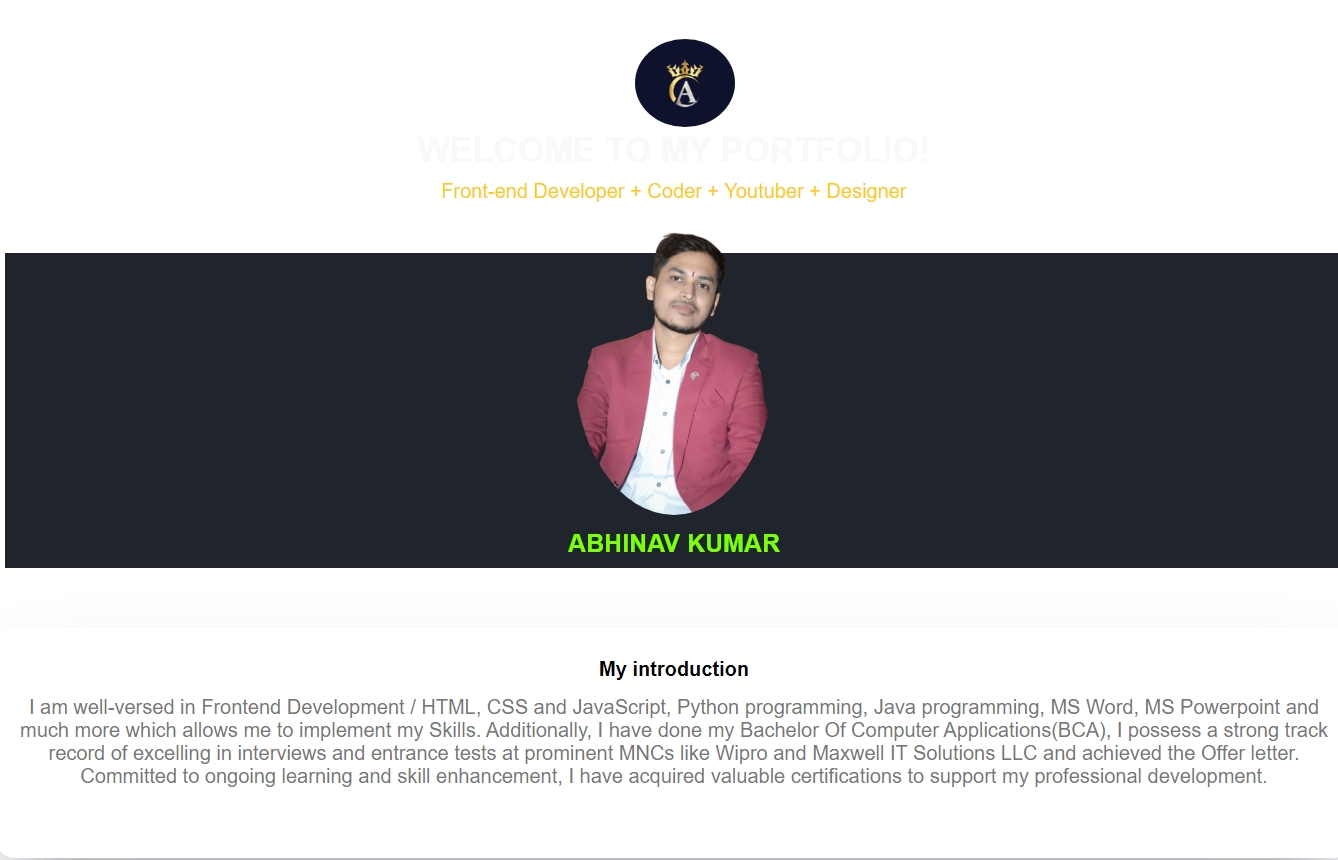 CA
WELCOME TO MY PORTFOLIO!
Front-end Developer + Coder + Youtuber + Designer
ABHINAV KUMAR
My introduction
I am well-versed in Frontend Development / HTML, CSS and JavaScript, Python programming, Java programming, MS Word, MS Powerpoint and
much more which allows me to implement my Skills. Additionally, I have done my Bachelor Of Computer Applications(BCA), I possess a strong track
record of excelling in interviews and entrance tests at prominent MNCs like Wipro and Maxwell IT Solutions LLC and achieved the Offer letter.
Committed to ongoing learning and skill enhancement, I have acquired valuable certifications to support my professional development.